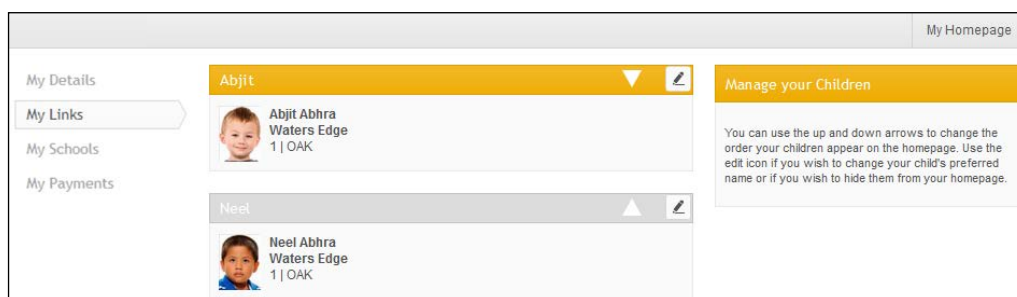 My Homepage
My Details
My Links
My Schools
My Payments
Abjit
Abjit Abhra
Waters Edge
1 | OAK
Neel
Neel Abhra
Waters Edge
1 | OAK
Manage your Children
You can use the up and down arrows to change the
order your children appear on the homepage. Use the
edit icon if you wish to change your child's preferred
name or if you wish to hide them from your homepage.